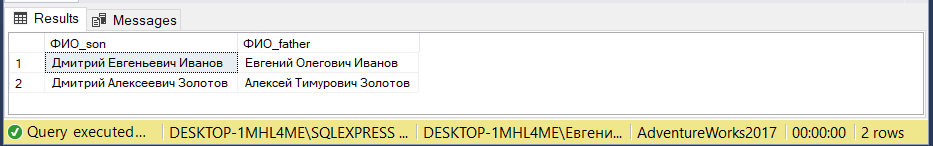 Results Messages
ФИО_son ФИО_father
1 Дмитрий Евгеньевич Иванов Евгений Олегович Иванов
2 Дмитрий Алексеевич Золотов Алексей Тимурович Золотов
Query executed... DESKTOP-1MHL4ME\SQLEXPRESS ... DESKTOP-1MHL4ME\Евгени... AdventureWorks2017 00:00:00 2 rows